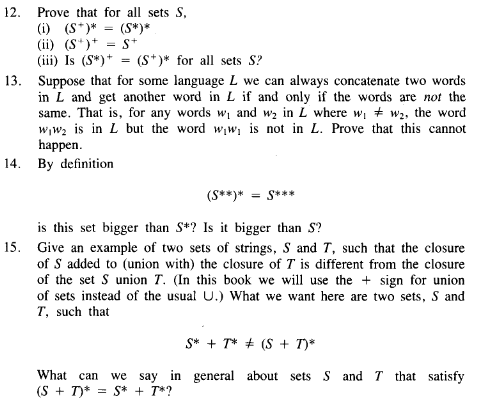 12. Prove that for all sets S,
(i) (S⁺)* = (S*)*
(ii) (S⁺)⁺ = S⁺
(iii) Is (S*)⁺ = (S⁺)* for all sets S?
13. Suppose that for some language L we can always concatenate two words
in L and get another word in L if and only if the words are not the
same. That is, for any words w₁ and w₂ in L where w₁ ≠ w₂, the word
w₁w₂ is in L but the word w₁w₁ is not in L. Prove that this cannot
happen.
14. By definition
(S**)* = S***
is this set bigger than S*? Is it bigger than S?
15. Give an example of two sets of strings, S and T, such that the closure
of S added to (union with) the closure of T is different from the closure
of the set S union T. (In this book we will use the + sign for union
of sets instead of the usual ∪.) What we want here are two sets, S and
T, such that
S* + T* ≠ (S + T)*
What can we say in general about sets S and T that satisfy
(S + T)* = S* + T*?